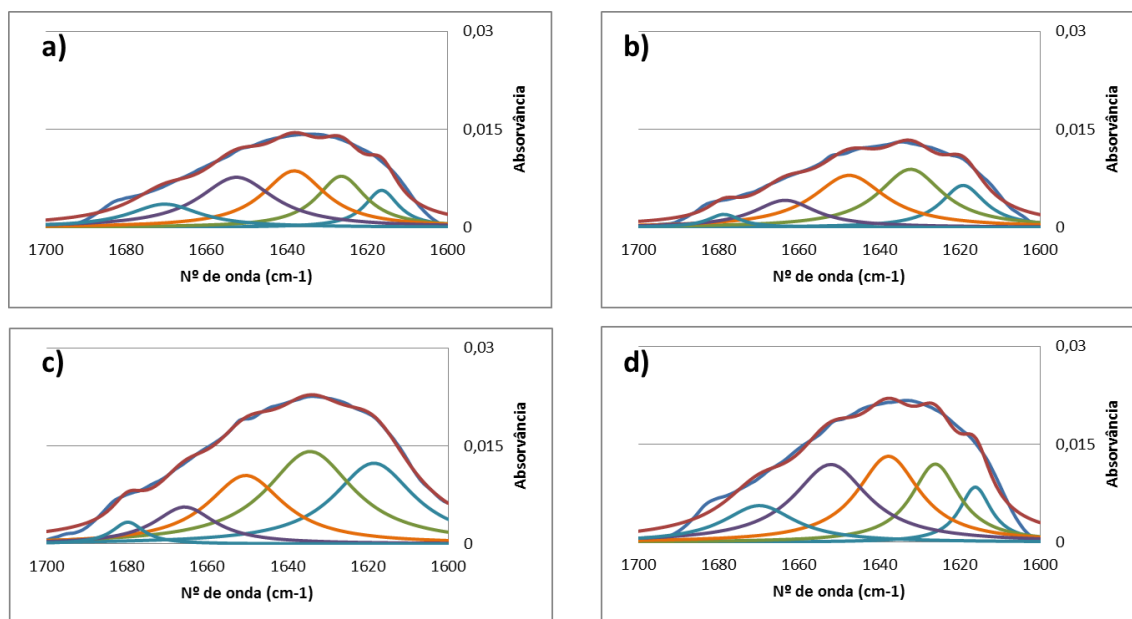 a)
0,03
0,015
0
Absorvância
1700 1680 1660 1640 1620 1600
Nº de onda (cm-1)
b)
0,03
0,015
0
Absorvância
1700 1680 1660 1640 1620 1600
Nº de onda (cm-1)
c)
0,03
0,015
0
Absorvância
1700 1680 1660 1640 1620 1600
Nº de onda (cm-1)
d)
0,03
0,015
0
Absorvância
1700 1680 1660 1640 1620 1600
Nº de onda (cm-1)